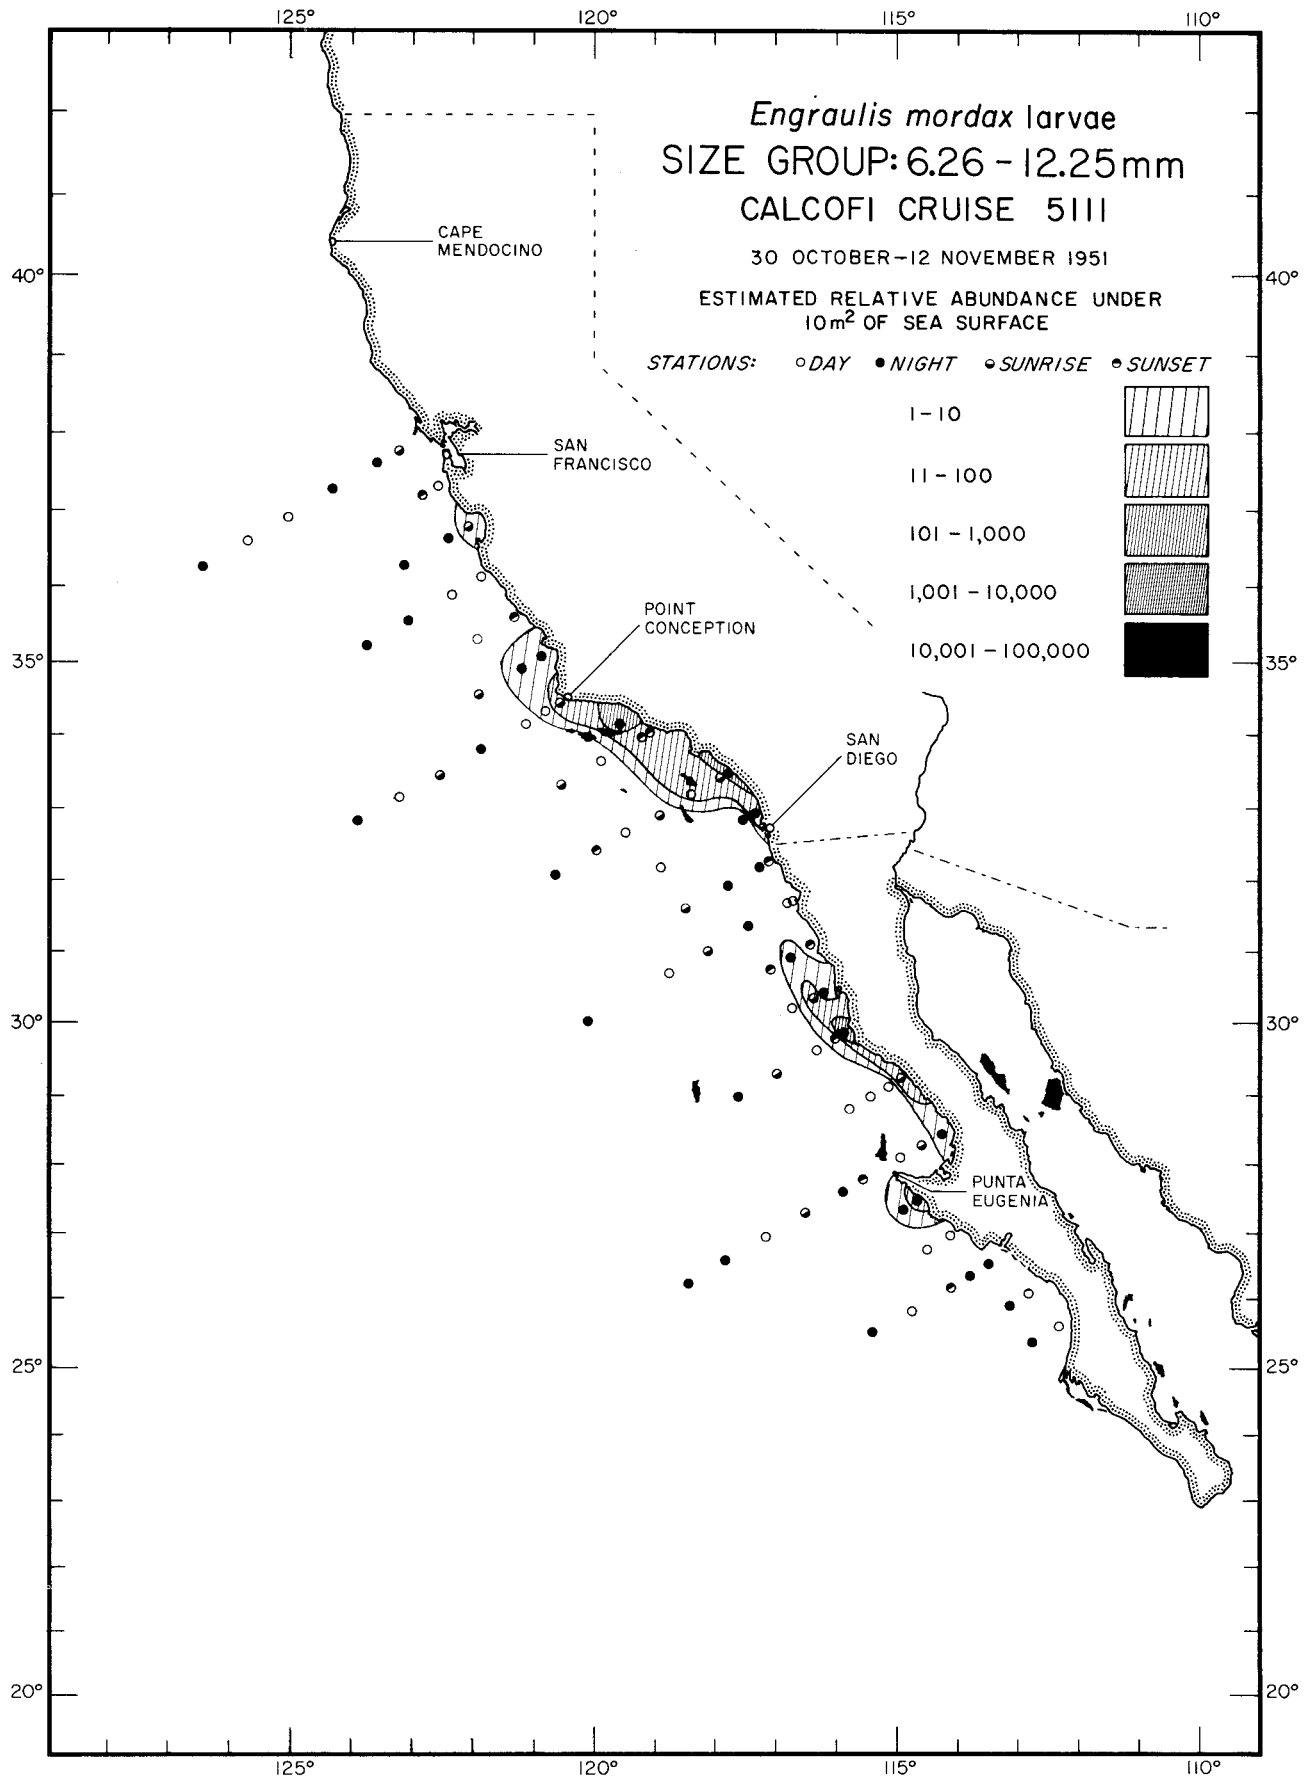 125° 120° 115° 110°
Engraulis mordax larvae
SIZE GROUP: 6.26 - 12.25mm
CALCOFI CRUISE 5111
30 OCTOBER-12 NOVEMBER 1951
ESTIMATED RELATIVE ABUNDANCE UNDER
10m² OF SEA SURFACE
STATIONS: DAY NIGHT SUNRISE SUNSET
1-10
11-100
101-1,000
1,001-10,000
10,001-100,000
CAPE
MENDOCINO
40° 40°
SAN
FRANCISCO
POINT
CONCEPTION
35° 35°
SAN
DIEGO
30° 30°
PUNTA
EUGENIA
25° 25°
20° 20°
125° 120° 115° 110°